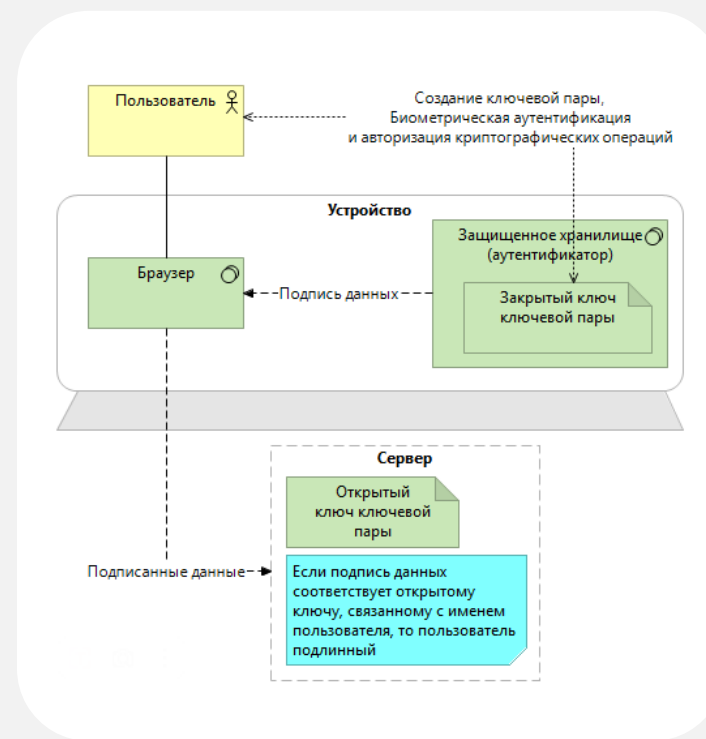 Пользователь
Создание ключевой пары,
Биометрическая аутентификация
и авторизация криптографических операций
Устройство
Браузер
Подпись данных
Защищенное хранилище
(аутентификатор)
Закрытый ключ
ключевой пары
Сервер
Открытый
ключ ключевой
пары
Подписанные данные
Если подпись данных
соответствует открытому
ключу, связанному с именем
пользователя, то пользователь
подлинный